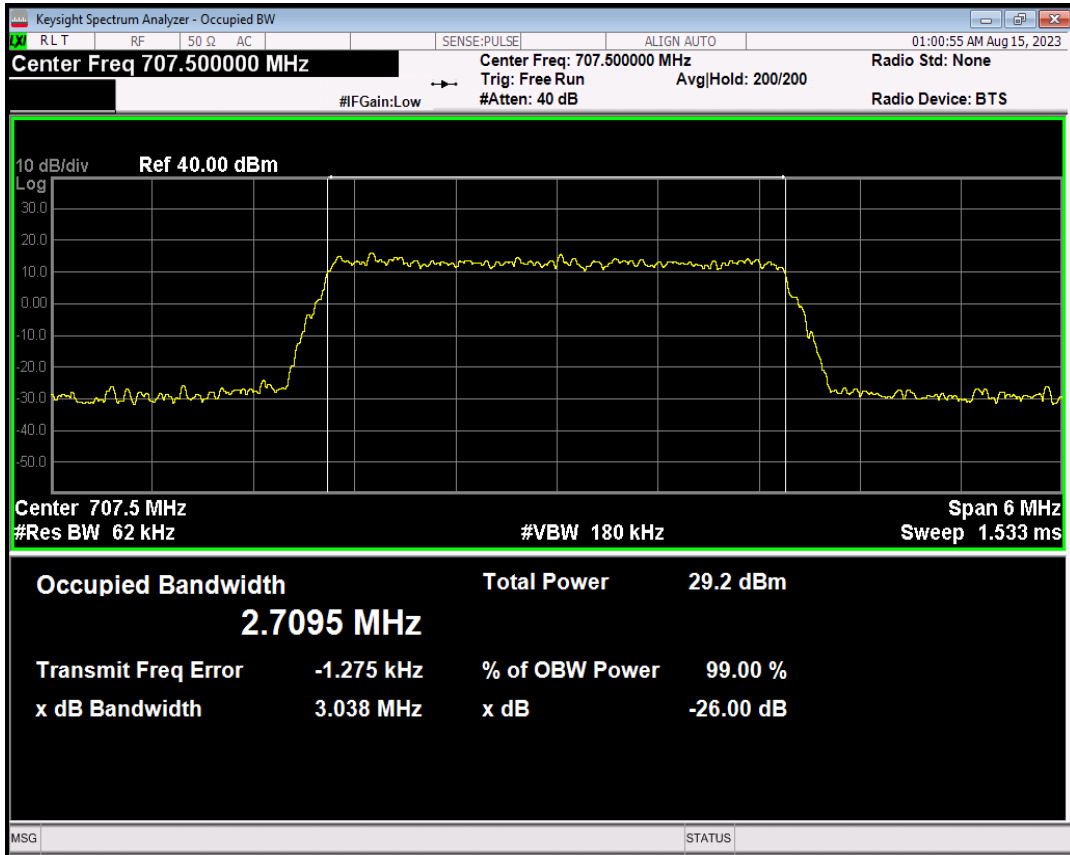 Keysight Spectrum Analyzer - Occupied BW
LXI RLT RF 50 Ω AC SENSE:PULSE ALIGN AUTO 01:00:55 AM Aug 15, 2023
Center Freq 707.500000 MHz Center Freq: 707.500000 MHz Radio Std: None
Trig: Free Run Avg|Hold: 200/200
#IFGain:Low #Atten: 40 dB Radio Device: BTS
10 dB/div Ref 40.00 dBm
Log
30.0
20.0
10.0
0.00
-10.0
-20.0
-30.0
-40.0
-50.0
Center 707.5 MHz Span 6 MHz
#Res BW 62 kHz #VBW 180 kHz Sweep 1.533 ms
Occupied Bandwidth Total Power 29.2 dBm
2.7095 MHz
Transmit Freq Error -1.275 kHz % of OBW Power 99.00 %
x dB Bandwidth 3.038 MHz x dB -26.00 dB
MSG STATUS